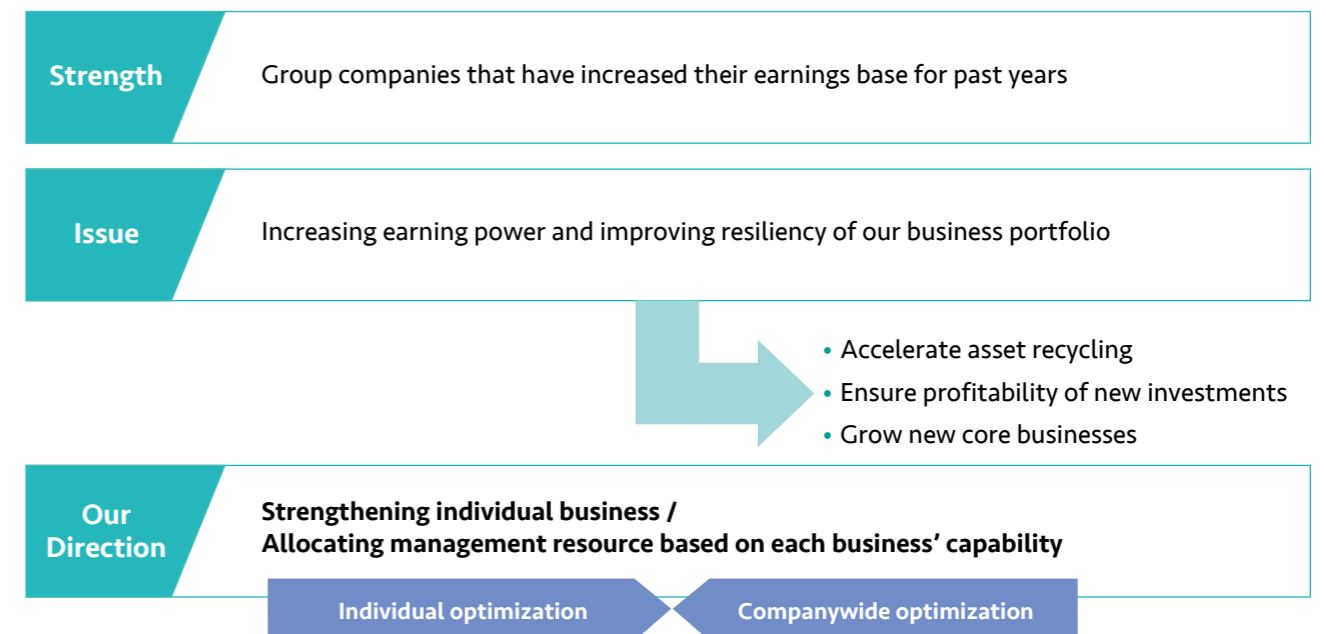 Strength
Group companies that have increased their earnings base for past years
Issue
Increasing earning power and improving resiliency of our business portfolio
• Accelerate asset recycling
• Ensure profitability of new investments
• Grow new core businesses
Our
Direction
Strengthening individual business /
Allocating management resource based on each business’ capability
Individual optimization
Companywide optimization